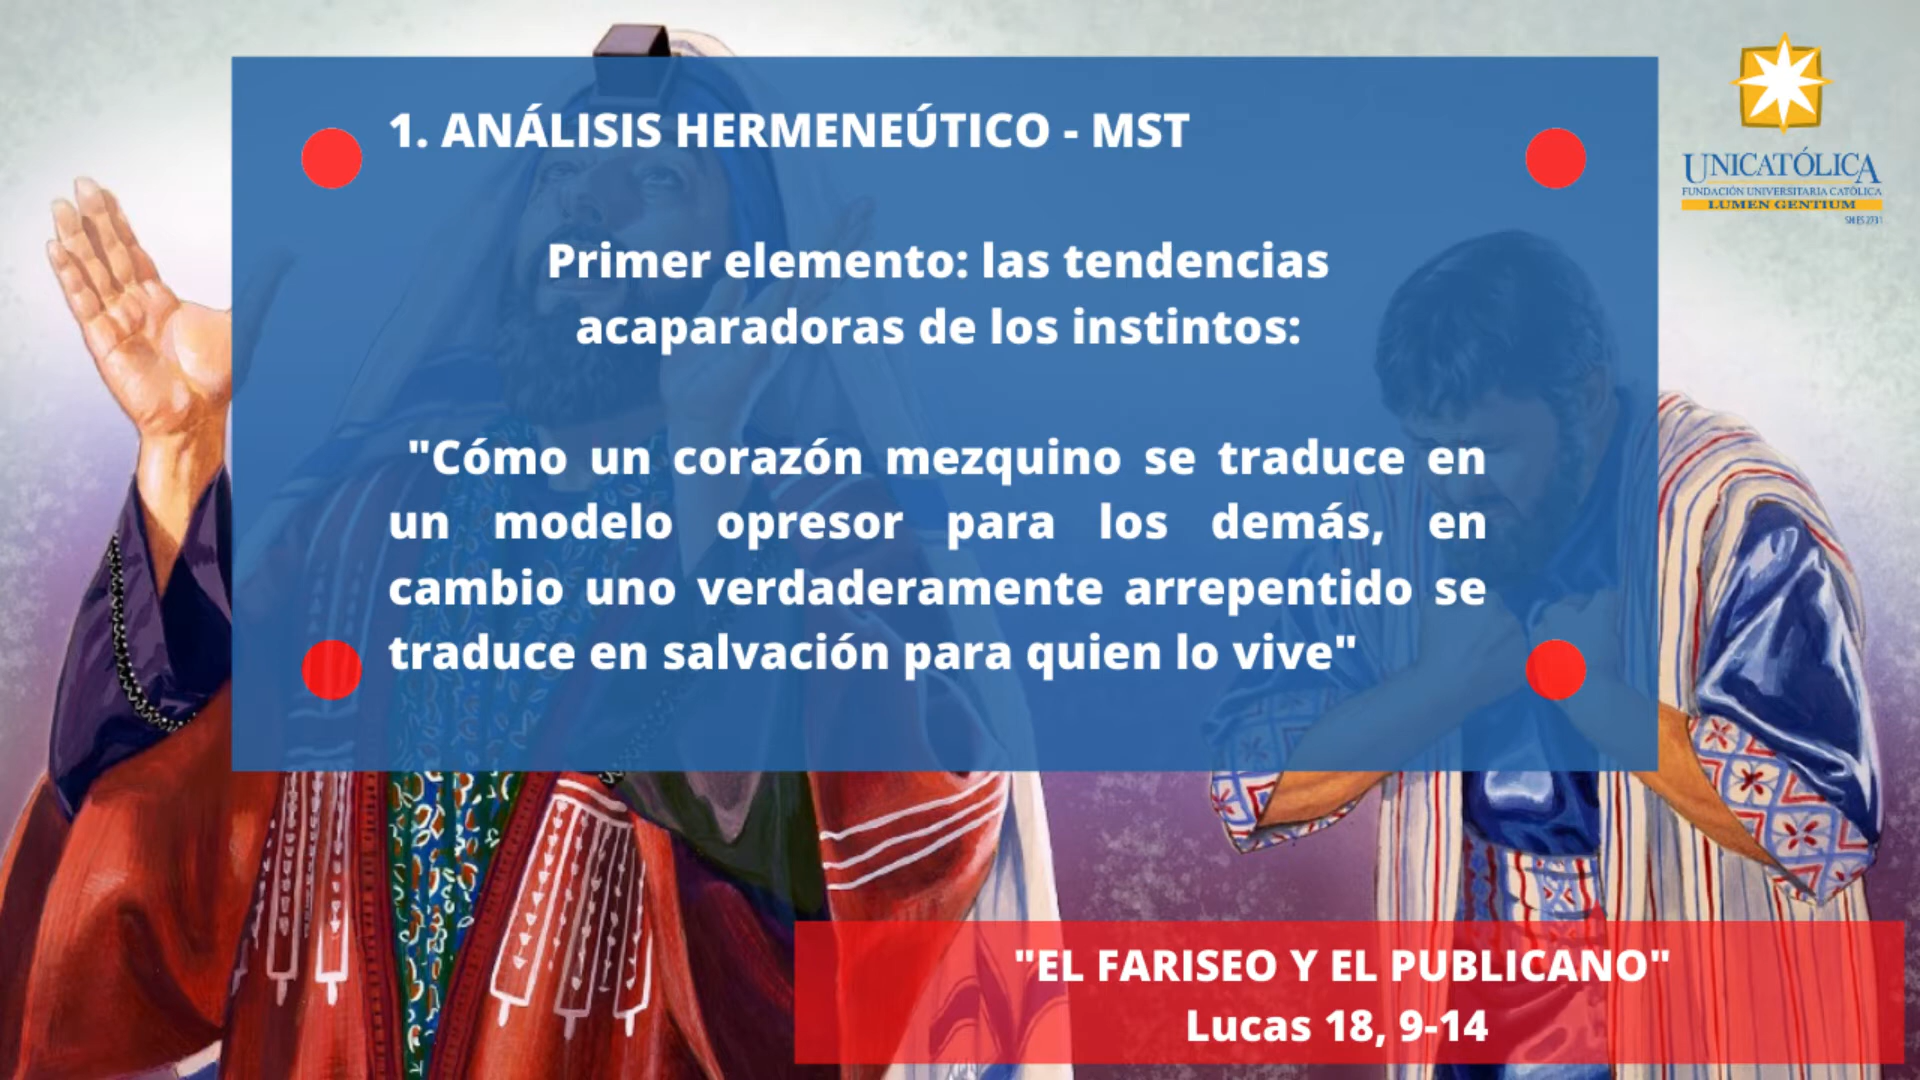 1. ANÁLISIS HERMENEÚTICO - MST
Primer elemento: las tendencias
acaparadoras de los instintos:
"Cómo un corazón mezquino se traduce en
un modelo opresor para los demás, en
cambio uno verdaderamente arrepentido se
traduce en salvación para quien lo vive"
UNICATÓLICA
FUNDACIÓN UNIVERSITARIA CATÓLICA
LUMEN GENTIUM
"EL FARISEO Y EL PUBLICANO"
Lucas 18, 9-14